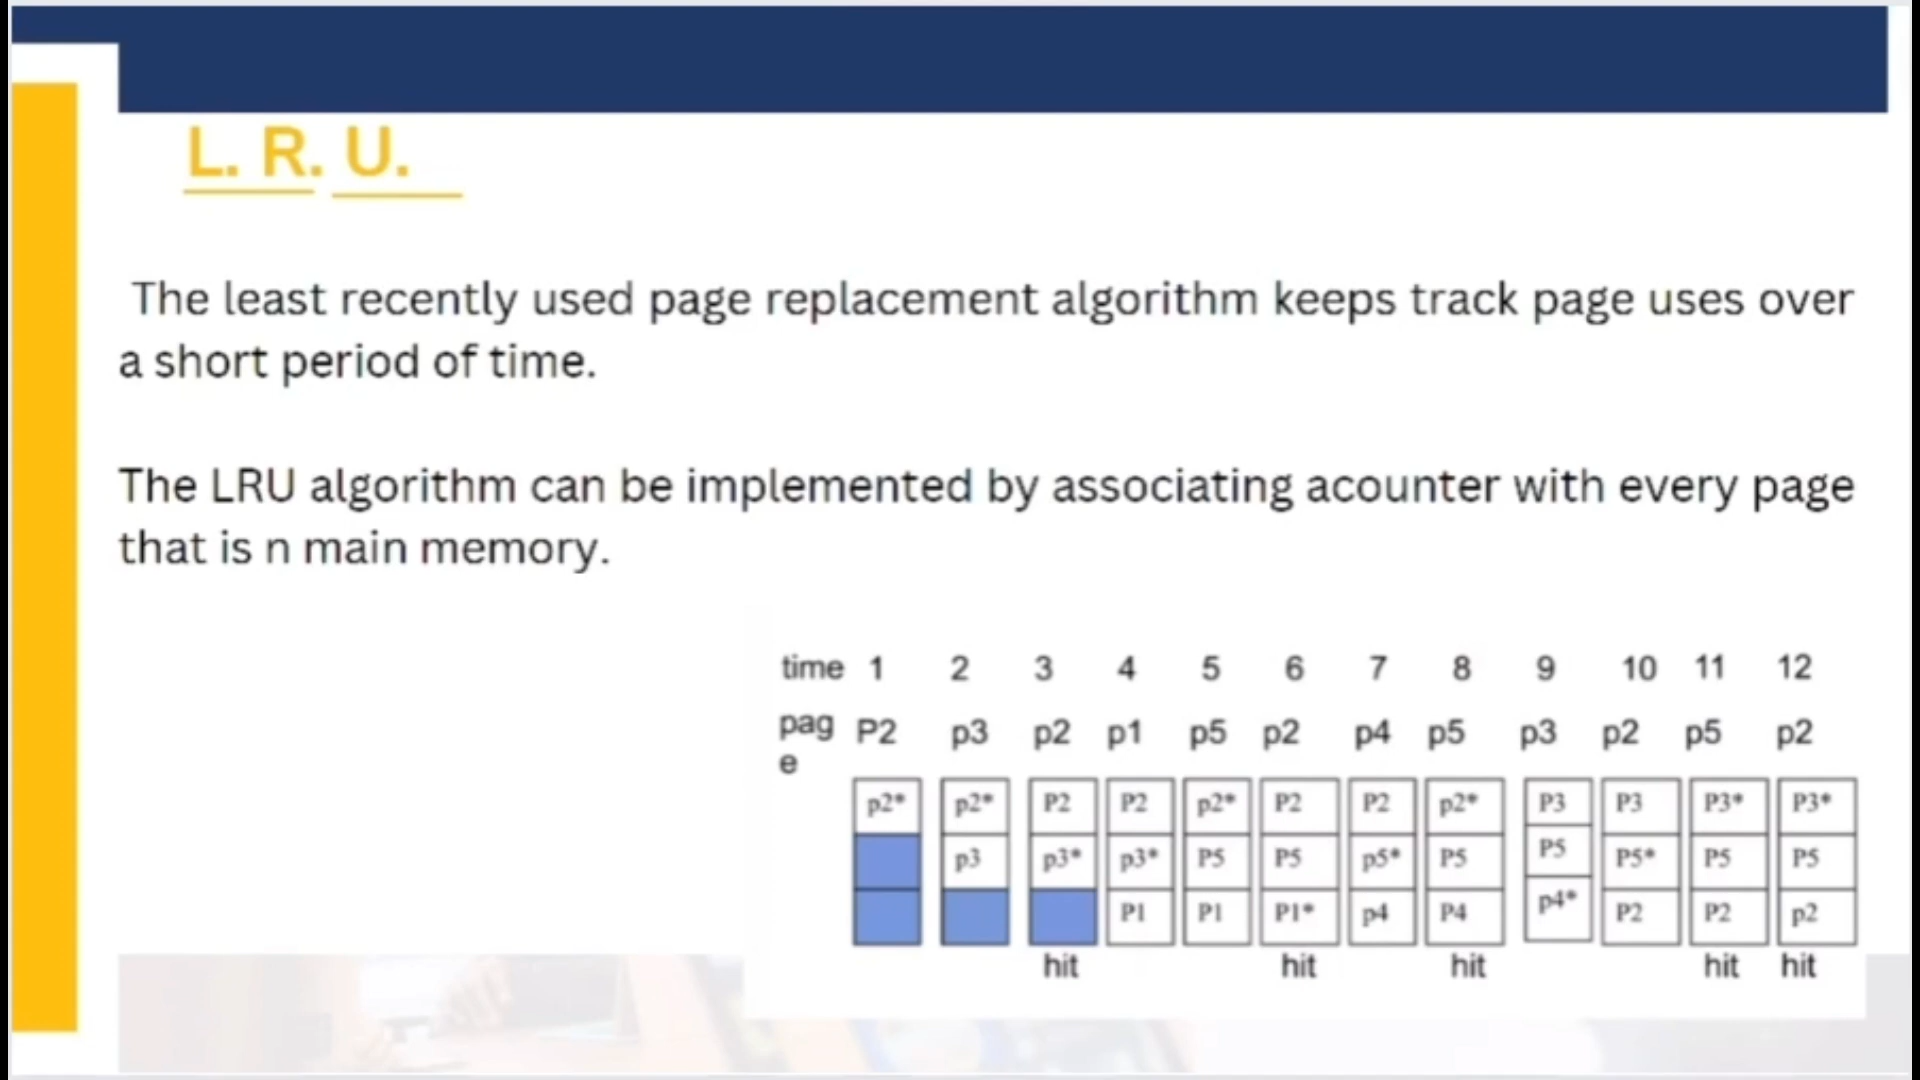 L. R. U.
The least recently used page replacement algorithm keeps track page uses over
a short period of time.
The LRU algorithm can be implemented by associating acounter with every page
that is n main memory.
time 1 2 3 4 5 6 7 8 9 10 11 12
pag P2 p3 p2 p1 p5 p2 p4 p5 p3 p2 p5 p2
e
p2* p2* P2 P2 p2* P2 P2 p2* P3 P3 P3* P3*
p3 p3* p3* P5 P5 p5* P5 P5 P5* P5 P5
P1 P1 P1* p4 P4 p4* P2 P2 p2
hit hit hit hit hit